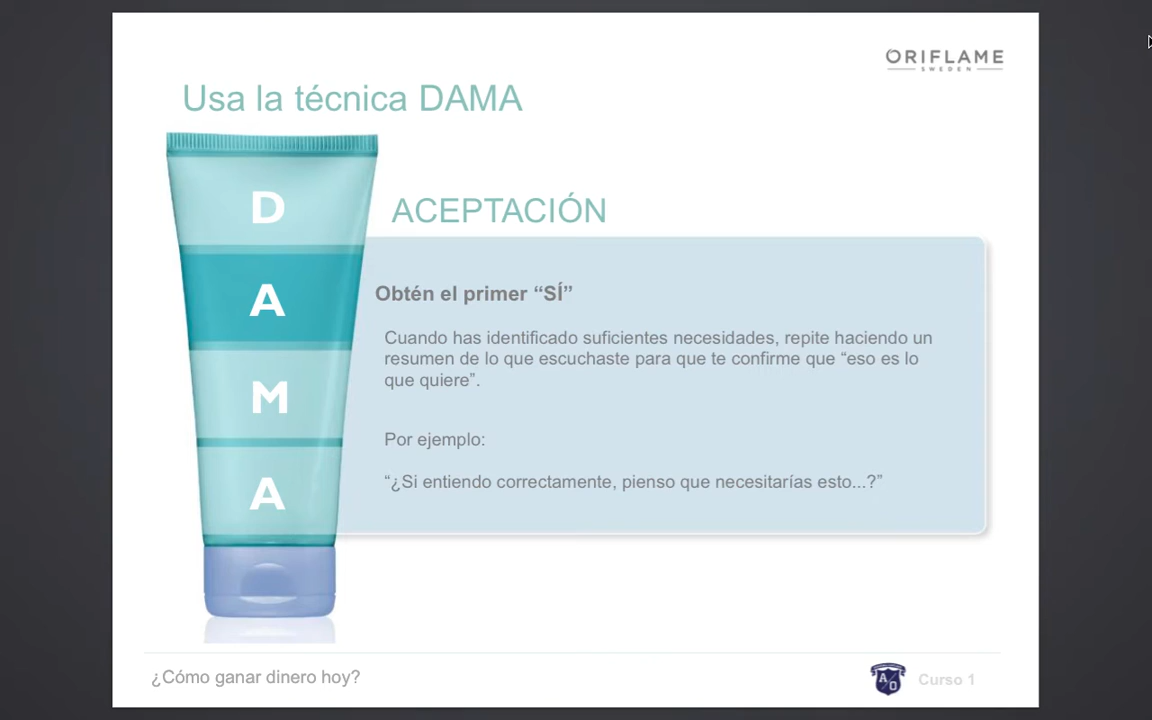 ORIFLAME
SWEDEN
Usa la técnica DAMA
D
A
M
A
ACEPTACIÓN
Obtén el primer “SÍ”
Cuando has identificado suficientes necesidades, repite haciendo un
resumen de lo que escuchaste para que te confirme que “eso es lo
que quiere”.
Por ejemplo:
“¿Si entiendo correctamente, pienso que necesitarías esto...?”
¿Cómo ganar dinero hoy?
A
O
Curso 1